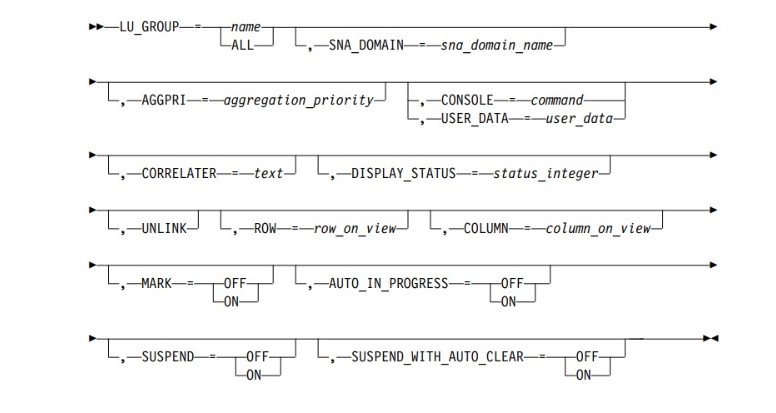 LU_GROUP = name , SNA_DOMAIN = sna_domain_name
ALL
, AGGPRI = aggregation_priority , CONSOLE = command
, USER_DATA = user_data
, CORRELATER = text , DISPLAY_STATUS = status_integer
, UNLINK , ROW = row_on_view , COLUMN = column_on_view
, MARK = OFF , AUTO_IN_PROGRESS = OFF
ON ON
, SUSPEND = OFF , SUSPEND_WITH_AUTO_CLEAR = OFF
ON ON